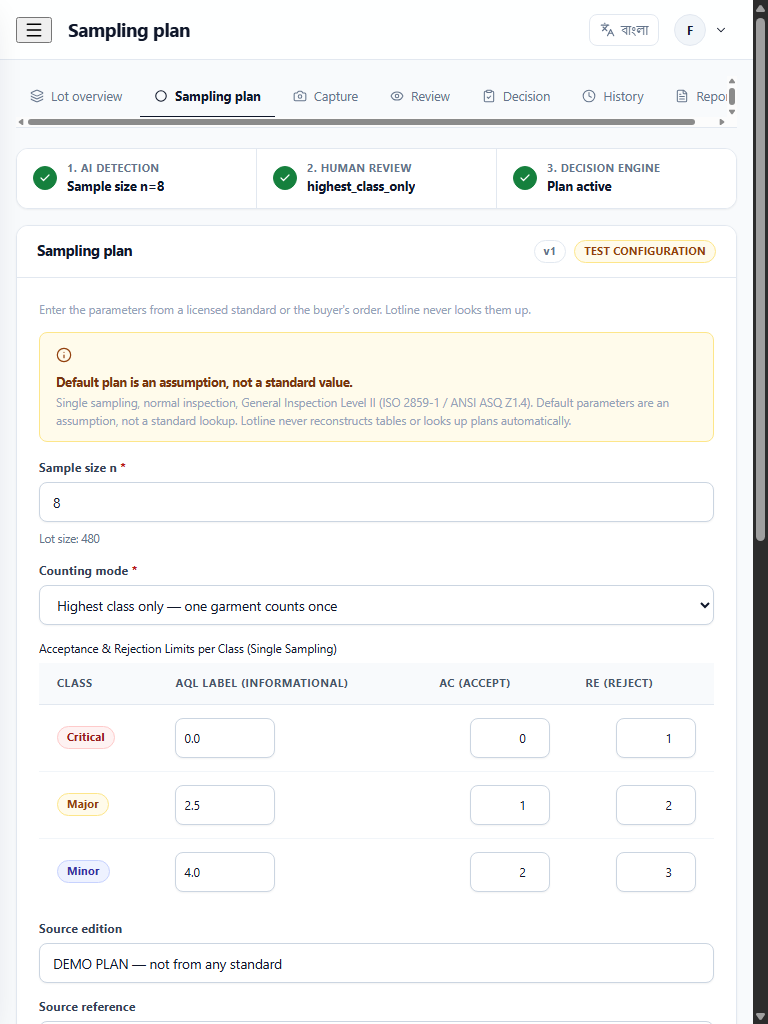 Sampling plan
বাংলা
F
Lot overview
Sampling plan
Capture
Review
Decision
History
1. AI DETECTION
Sample size n=8
2. HUMAN REVIEW
highest_class_only
3. DECISION ENGINE
Plan active
Sampling plan
v1
TEST CONFIGURATION
Enter the parameters from a licensed standard or the buyer's order. Lotline never looks them up.
Default plan is an assumption, not a standard value.
Single sampling, normal inspection, General Inspection Level II (ISO 2859-1 / ANSI ASQ Z1.4). Default parameters are an
assumption, not a standard lookup. Lotline never reconstructs tables or looks up plans automatically.
Sample size n *
8
Lot size: 480
Counting mode *
Highest class only — one garment counts once
Acceptance & Rejection Limits per Class (Single Sampling)
CLASS AQL LABEL (INFORMATIONAL) AC (ACCEPT) RE (REJECT)
Critical 0.0 0 1
Major 2.5 1 2
Minor 4.0 2 3
Source edition
DEMO PLAN — not from any standard
Source reference